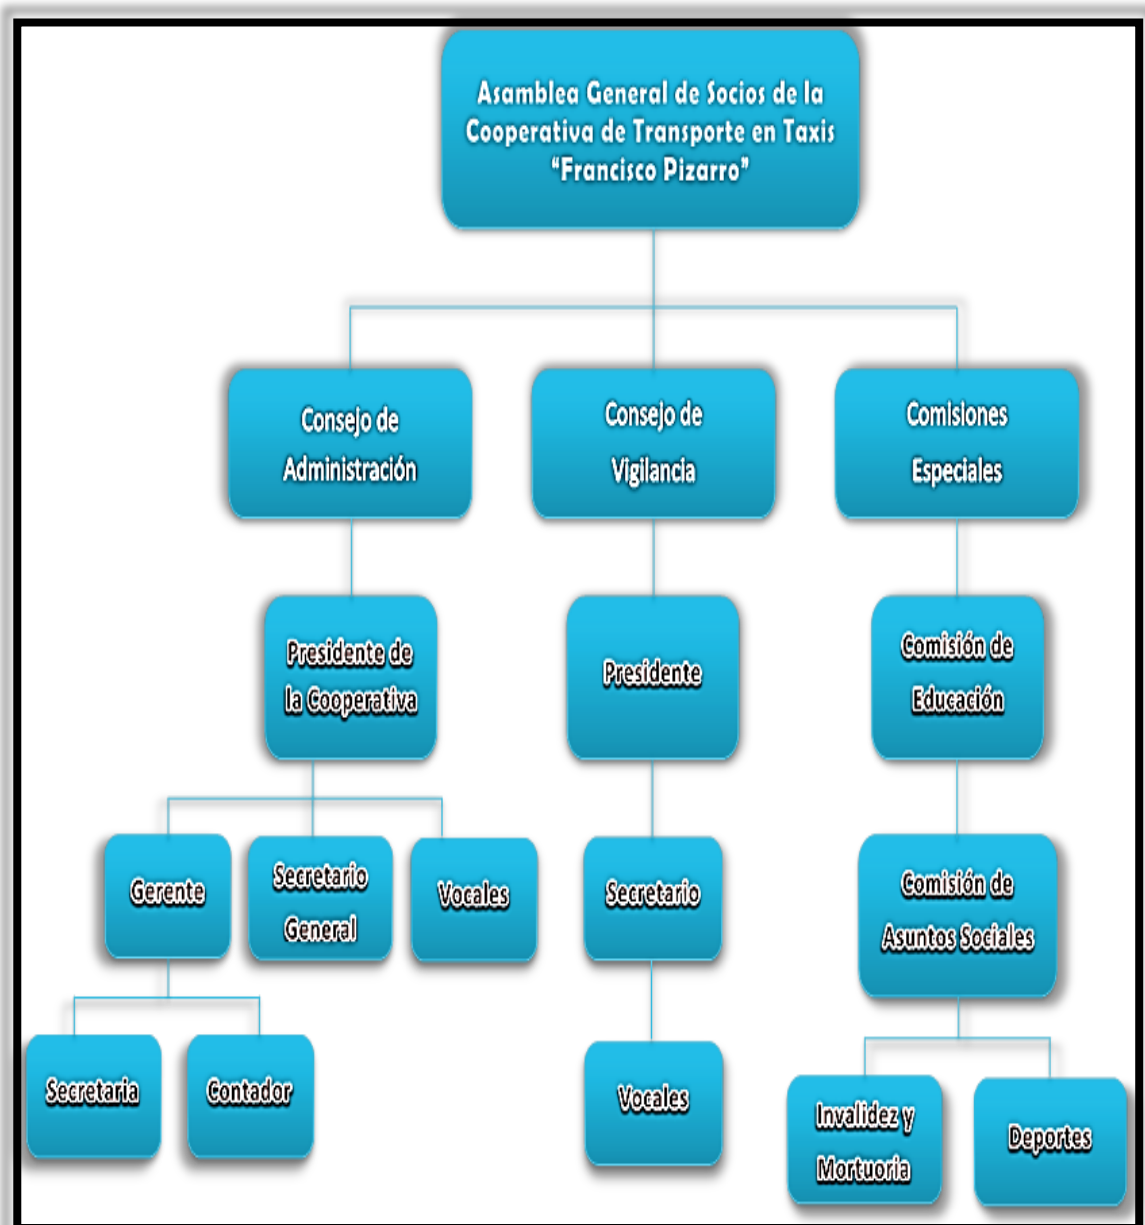 Asamblea General de Socios de la
Cooperativa de Transporte en Taxis
“Francisco Pizarro”
Consejo de
Administración
Consejo de
Vigilancia
Comisiones
Especiales
Presidente de
la Cooperativa
Presidente
Comisión de
Educación
Gerente
Secretario
General
Vocales
Secretario
Comisión de
Asuntos Sociales
Secretaria
Contador
Vocales
Invalidez y
Mortuoria
Deportes